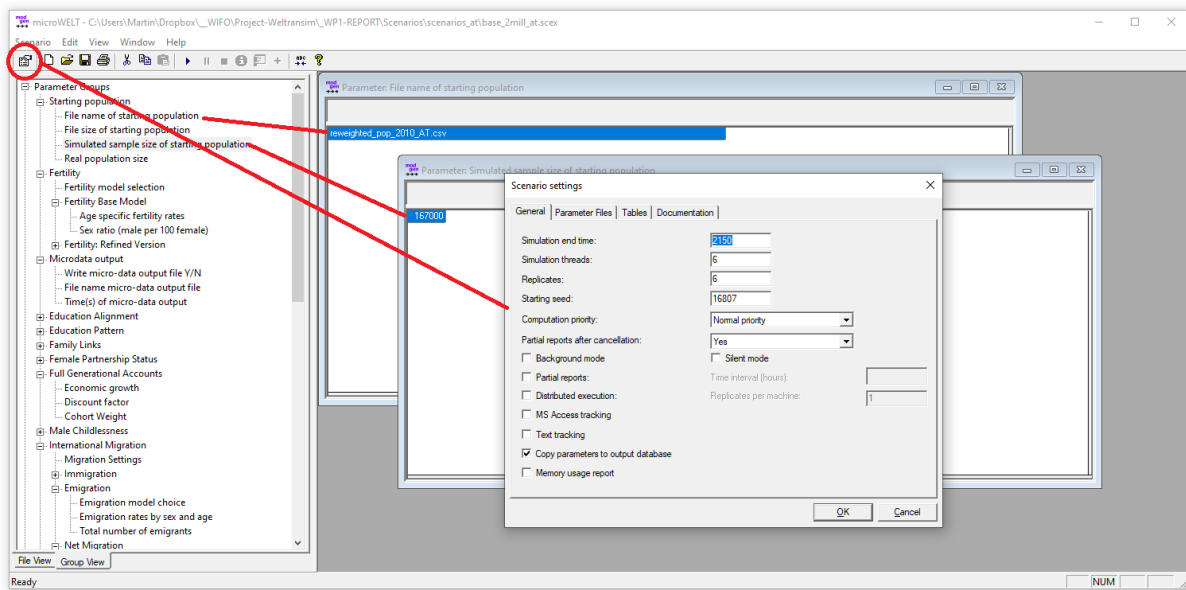 microWELT - C:\Users\Martin\Dropbox\__WIFO\Project-Weltransim\_WP1-REPORT\Scenarios\scenarios_at\base_2mill_at.scex
Scenario Edit View Window Help
Parameter Groups
Starting population
File name of starting population
File size of starting population
Simulated sample size of starting population
Real population size
Fertility
Fertility model selection
Fertility Base Model
Age specific fertility rates
Sex ratio (male per 100 female)
Fertility: Refined Version
Microdata output
Write micro-data output file Y/N
File name micro-data output file
Time(s) of micro-data output
Education Alignment
Education Pattern
Family Links
Female Partnership Status
Full Generational Accounts
Economic growth
Discount factor
Cohort Weight
Male Childlessness
International Migration
Migration Settings
Immigration
Emigration
Emigration model choice
Emigration rates by sex and age
Total number of emigrants
Net Migration
File View Group View
Ready
NUM
Parameter: File name of starting population
reweighted_pop_2010_AT.csv
Parameter: Simulated sample size of starting population
167000
Scenario settings
General Parameter Files Tables Documentation
Simulation end time: 2150
Simulation threads: 6
Replicates: 6
Starting seed: 16807
Computation priority: Normal priority
Partial reports after cancellation: Yes
Background mode Silent mode
Partial reports: Time interval (hours):
Distributed execution: Replicates per machine: 1
MS Access tracking
Text tracking
Copy parameters to output database
Memory usage report
OK Cancel